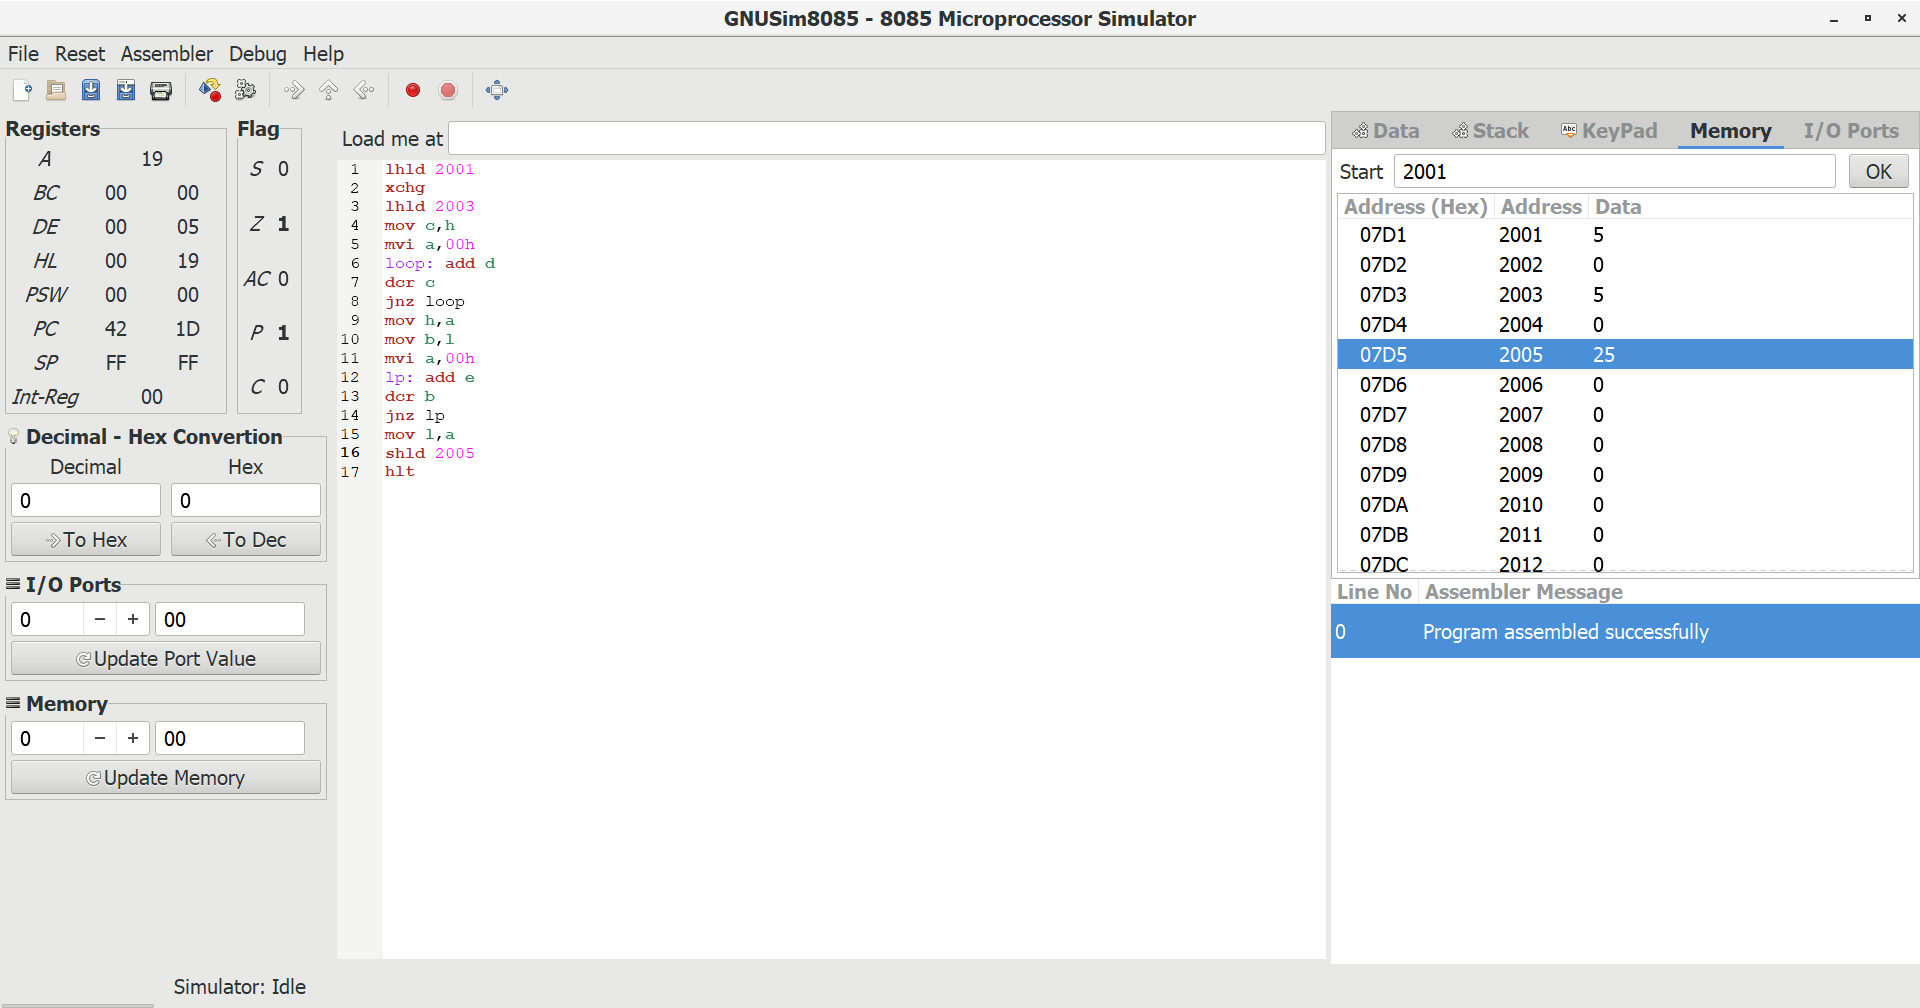 GNUSim8085 - 8085 Microprocessor Simulator
File Reset Assembler Debug Help
Registers
A 19
BC 00 00
DE 00 05
HL 00 19
PSW 00 00
PC 42 1D
SP FF FF
Int-Reg 00
Flag
S 0
Z 1
AC 0
P 1
C 0
Decimal - Hex Convertion
Decimal Hex
0 0
To Hex To Dec
I/O Ports
0 − + 00
Update Port Value
Memory
0 − + 00
Update Memory
Load me at
1 lhld 2001
2 xchg
3 lhld 2003
4 mov c,h
5 mvi a,00h
6 loop: add d
7 dcr c
8 jnz loop
9 mov h,a
10 mov b,l
11 mvi a,00h
12 lp: add e
13 dcr b
14 jnz lp
15 mov l,a
16 shld 2005
17 hlt
Data Stack Abc KeyPad Memory I/O Ports
Start 2001 OK
Address (Hex) Address Data
07D1 2001 5
07D2 2002 0
07D3 2003 5
07D4 2004 0
07D5 2005 25
07D6 2006 0
07D7 2007 0
07D8 2008 0
07D9 2009 0
07DA 2010 0
07DB 2011 0
07DC 2012 0
Line No Assembler Message
0 Program assembled successfully
Simulator: Idle